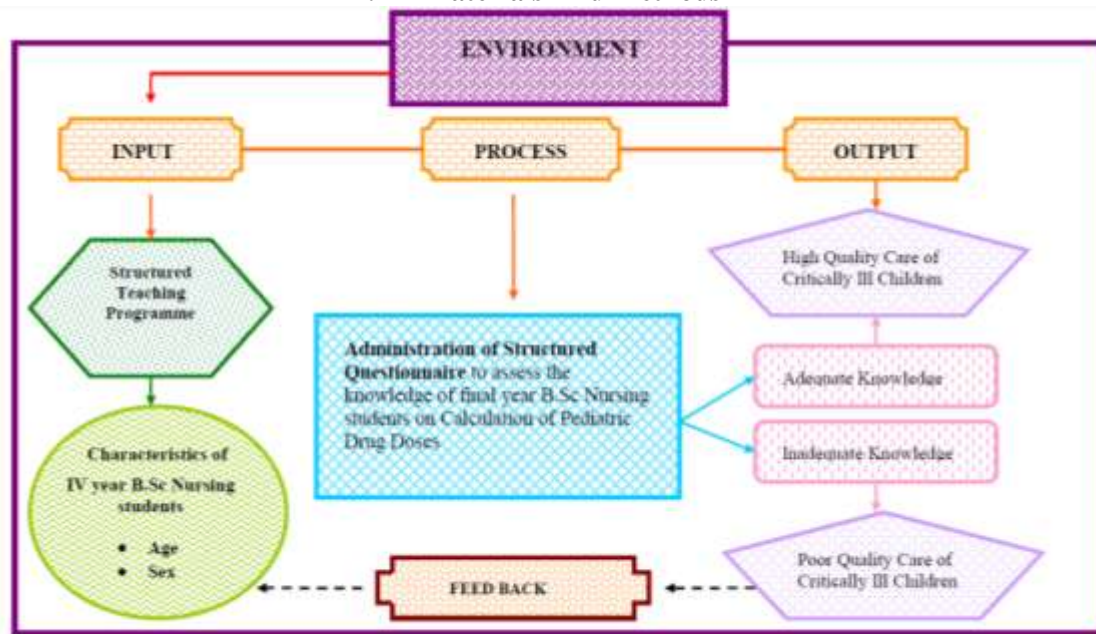 ENVIRONMENT
INPUT
PROCESS
OUTPUT
Structured
Teaching
Programme
High Quality Care of
Critically Ill Children
Administration of Structured
Questionnaire to assess the
knowledge of final year B.Sc Nursing
students on Calculation of Pediatric
Drug Doses
Adequate Knowledge
Inadequate Knowledge
Characteristics of
IV year B.Sc Nursing
students
• Age
• Sex
FEED BACK
Poor Quality Care of
Critically Ill Children